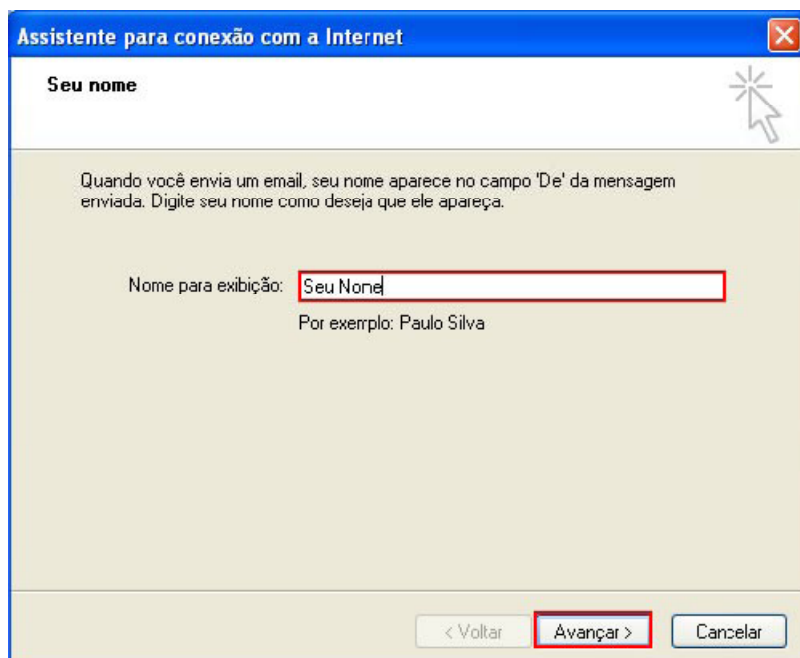 Assistente para conexão com a Internet
Seu nome
Quando você envia um email, seu nome aparece no campo 'De' da mensagem
enviada. Digite seu nome como deseja que ele apareça.
Nome para exibição: Seu Nome
Por exemplo: Paulo Silva
< Voltar Avançar > Cancelar